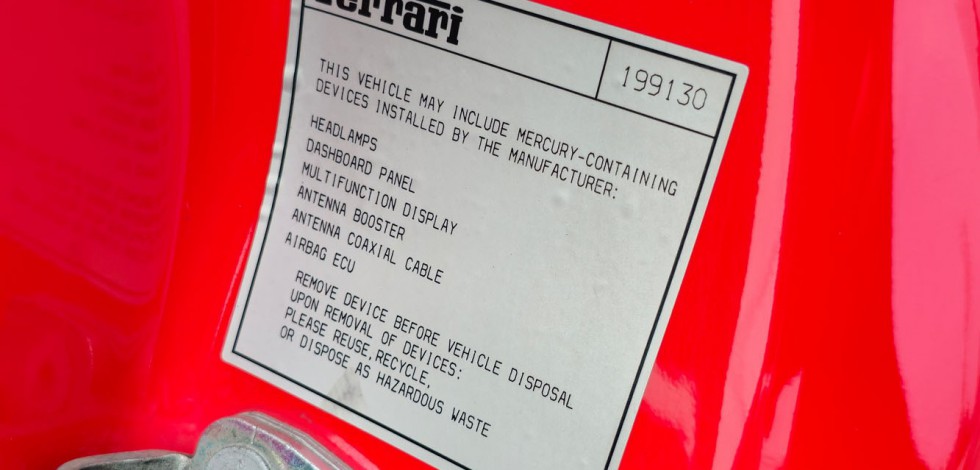 Ferrari
199130
THIS VEHICLE MAY INCLUDE MERCURY-CONTAINING
DEVICES INSTALLED BY THE MANUFACTURER:
HEADLAMPS
DASHBOARD PANEL
MULTIFUNCTION DISPLAY
ANTENNA BOOSTER
ANTENNA COAXIAL CABLE
AIRBAG ECU
REMOVE DEVICE BEFORE VEHICLE DISPOSAL
UPON REMOVAL OF DEVICES:
PLEASE REUSE,RECYCLE,
OR DISPOSE AS HAZARDOUS WASTE